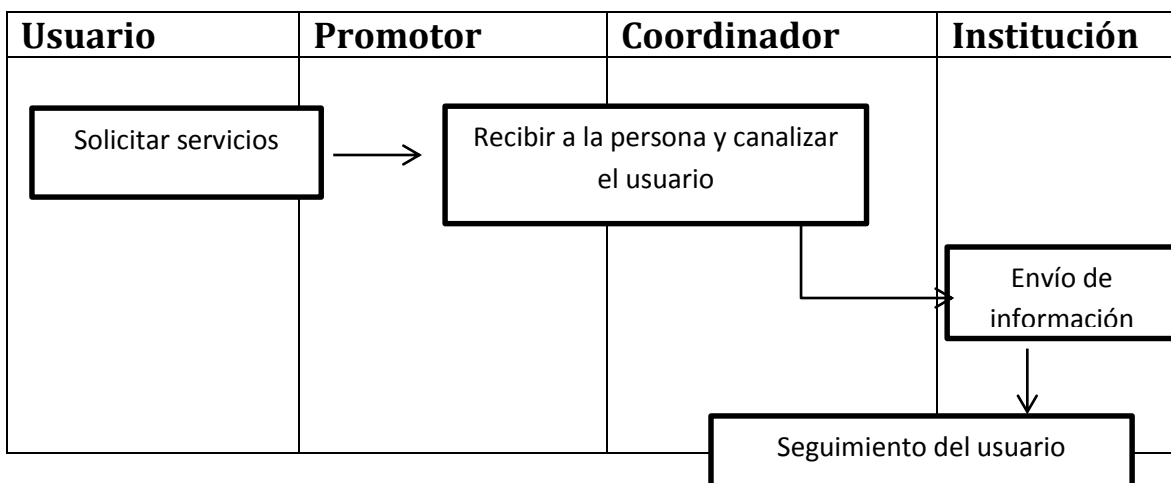 Usuario Promotor Coordinador Institución
Solicitar servicios
Recibir a la persona y canalizar
el usuario
Envío de
información
Seguimiento del usuario